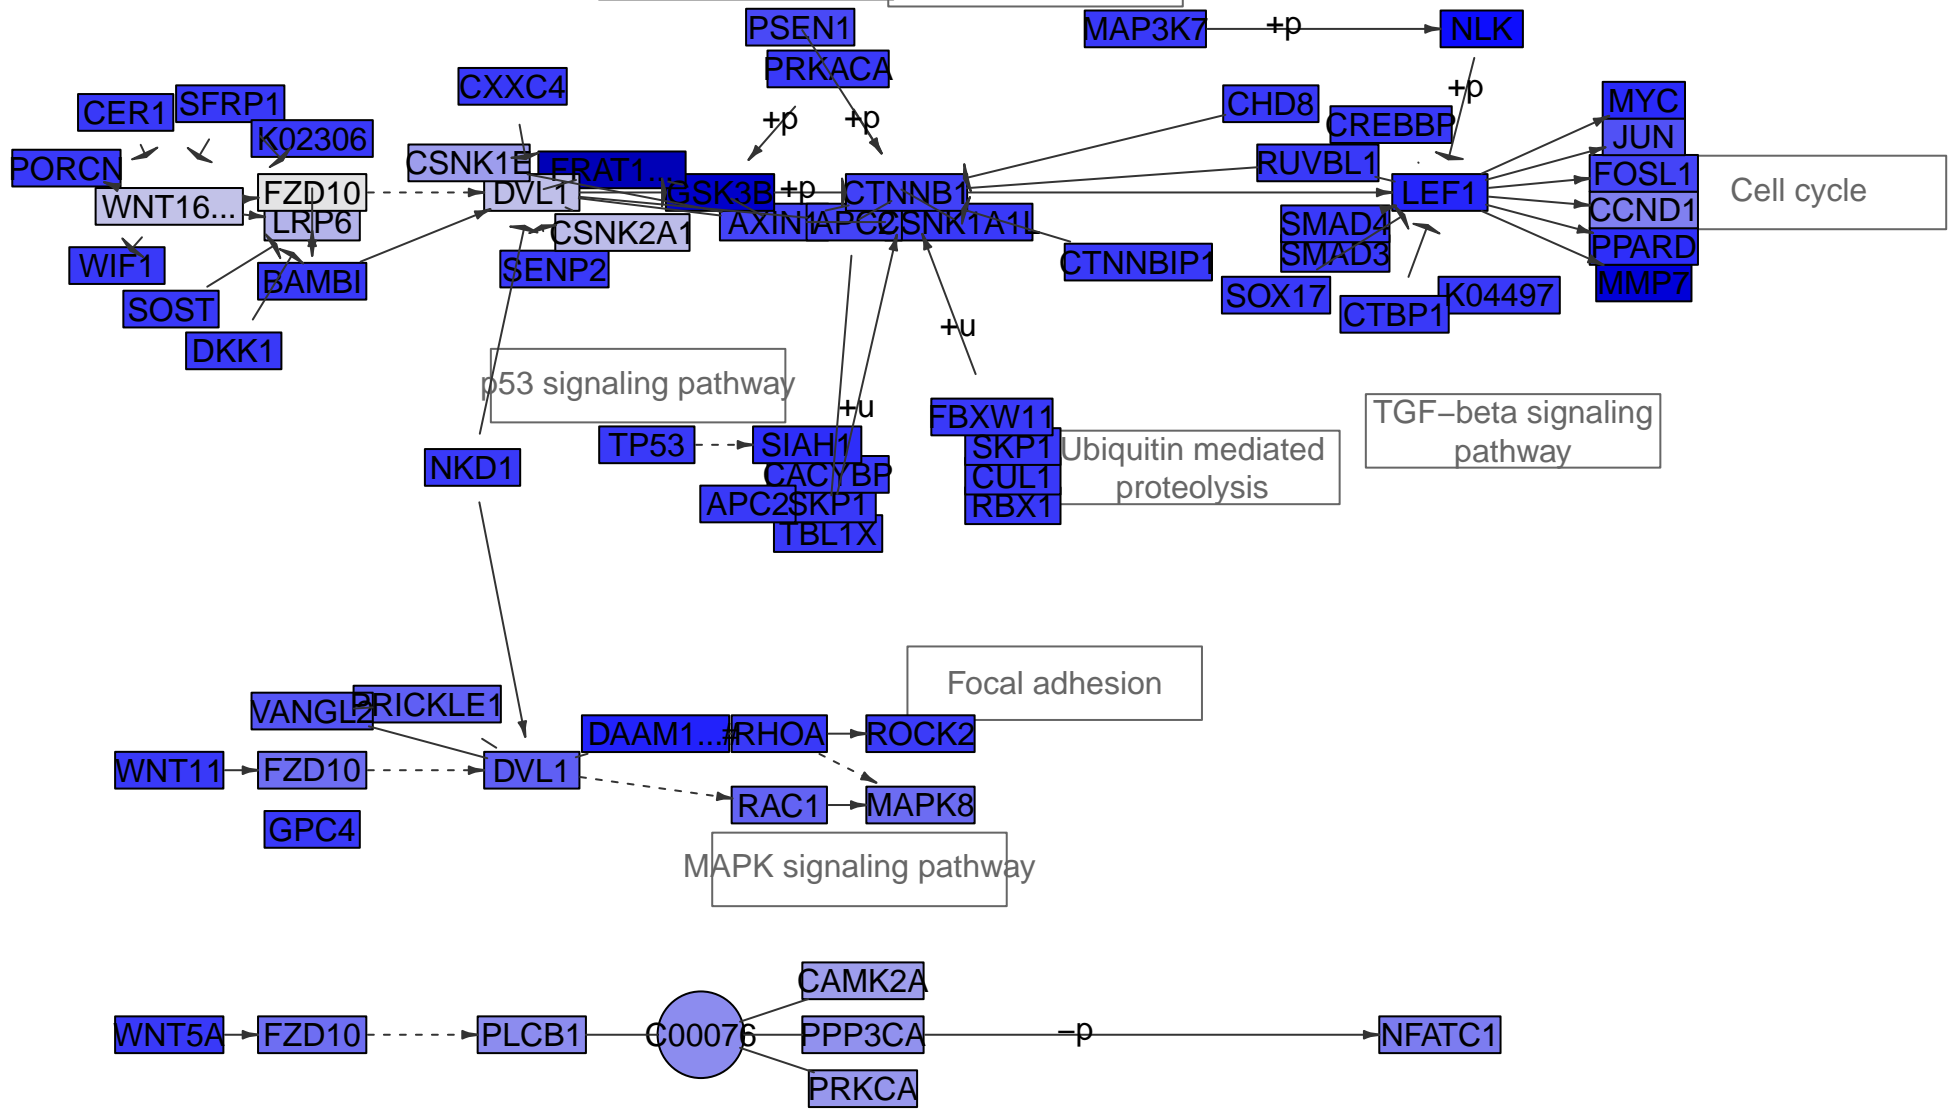 PSEN1
MAP3K7
+p
NLK
PRKACA
CXXC4
+p
+p
+p
CER1
SFRP1
K02306
CHD8
CREBBP
MYC
JUN
PORCN
CSNK1E
FRAT1...
RUVBL1
FOSL1
WNT16...
FZD10
DVL1
GSK3B
+p
CTNNB1
LEF1
Cell cycle
LRP6
CSNK2A1
AXIN1
APC2
CSNK1A1L
SMAD4
CCND1
WIF1
SENP2
CTNNBIP1
SMAD3
PPARD
BAMBI
SOST
SOX17
K04497
MMP7
CTBP1
DKK1
+u
p53 signaling pathway
+u
FBXW11
TGF−beta signaling
pathway
TP53
SIAH1
SKP1
Ubiquitin mediated
proteolysis
NKD1
CACYBP
CUL1
APC2
SKP1
RBX1
TBL1X
Focal adhesion
VANGL2
PRICKLE1
DAAM1...#
RHOA
ROCK2
WNT11
FZD10
DVL1
RAC1
MAPK8
GPC4
MAPK signaling pathway
CAMK2A
WNT5A
FZD10
PLCB1
C00076
PPP3CA
−p
NFATC1
PRKCA